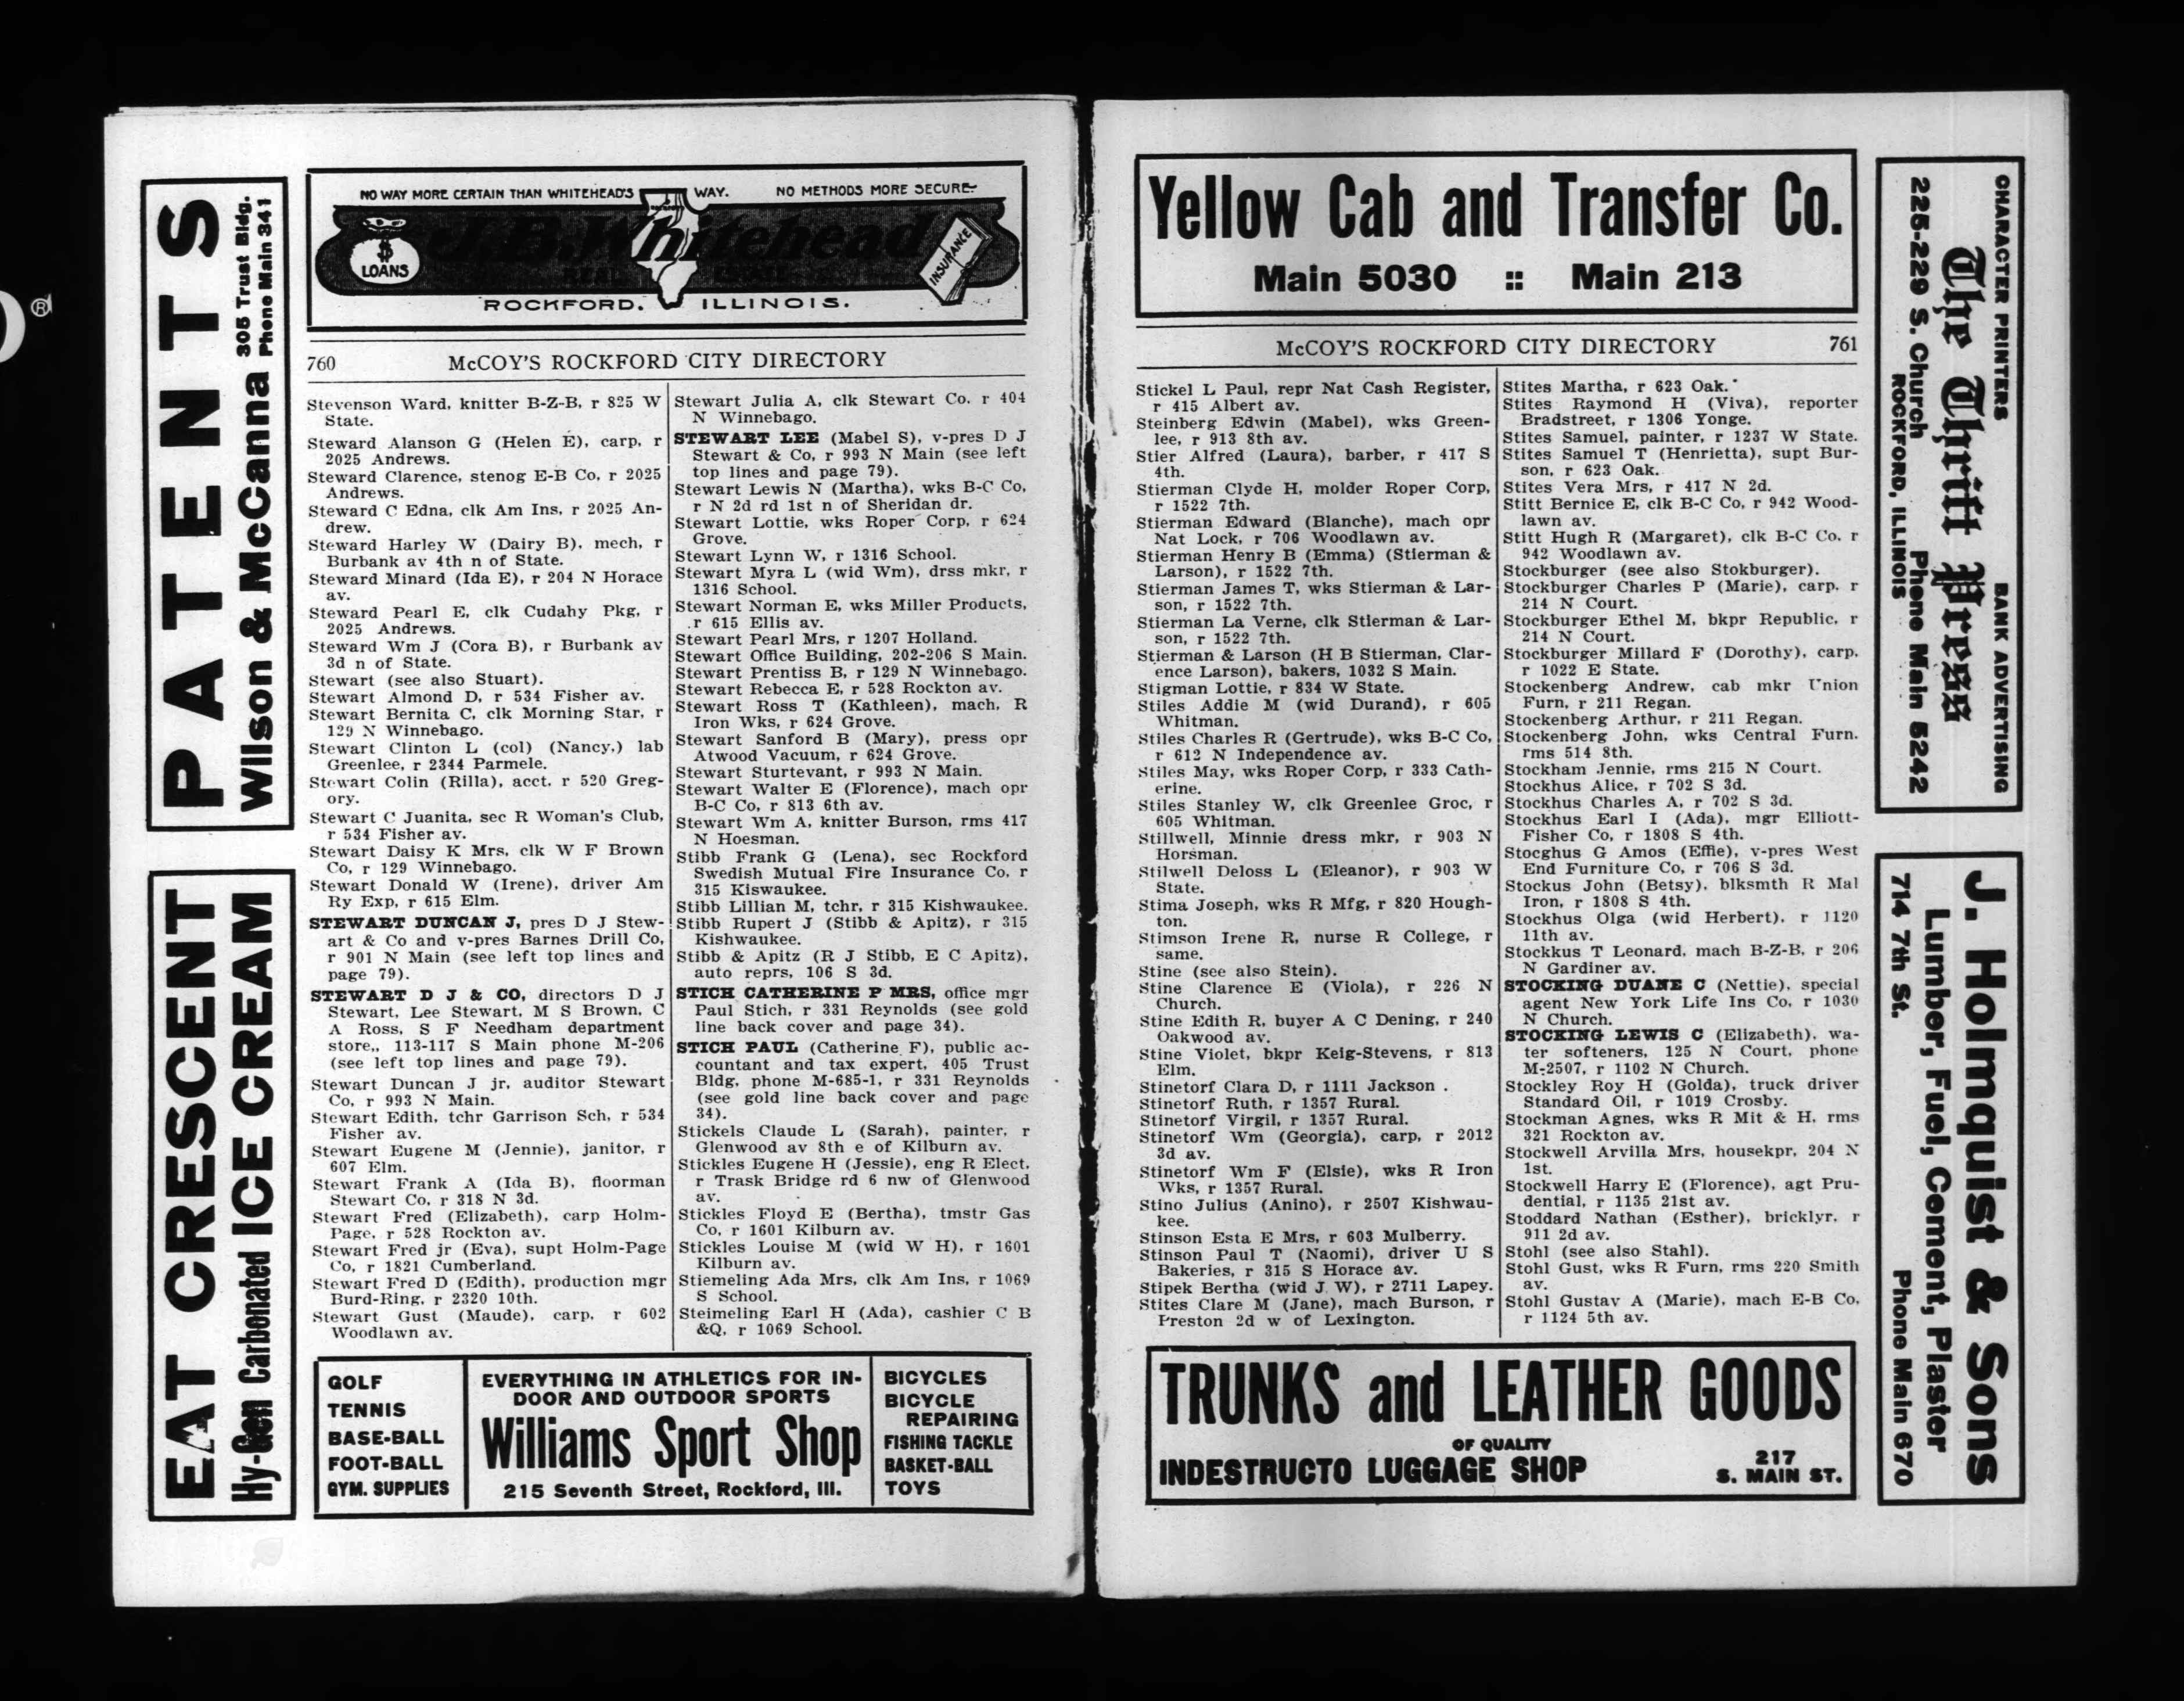 PATENTS
Wilson & McCanna
305 Trust Bldg.
Phone Main 341
EAT CRESCENT
Hy-Gen Carbonated ICE CREAM
NO WAY MORE CERTAIN THAN WHITEHEAD'S WAY. NO METHODS MORE SECURE
LOANS
J.B. Whitehead
REAL ESTATE
INSURANCE
ROCKFORD. ILLINOIS.
760 McCOY'S ROCKFORD CITY DIRECTORY
Stevenson Ward, knitter B-Z-B, r 825 W
State.
Steward Alanson G (Helen E), carp, r
2025 Andrews.
Steward Clarence, stenog E-B Co, r 2025
Andrews.
Steward C Edna, clk Am Ins, r 2025 An-
drew.
Steward Harley W (Dairy B), mech, r
Burbank av 4th n of State.
Steward Minard (Ida E), r 204 N Horace
av.
Steward Pearl E, clk Cudahy Pkg, r
2025 Andrews.
Steward Wm J (Cora B), r Burbank av
3d n of State.
Stewart (see also Stuart).
Stewart Almond D, r 534 Fisher av.
Stewart Bernita C, clk Morning Star, r
129 N Winnebago.
Stewart Clinton L (col) (Nancy,) lab
Greenlee, r 2344 Parmele.
Stewart Colin (Rilla), acct, r 520 Greg-
ory.
Stewart C Juanita, sec R Woman's Club,
r 534 Fisher av.
Stewart Daisy K Mrs, clk W F Brown
Co, r 129 Winnebago.
Stewart Donald W (Irene), driver Am
Ry Exp, r 615 Elm.
STEWART DUNCAN J, pres D J Stew-
art & Co and v-pres Barnes Drill Co,
r 901 N Main (see left top lines and
page 79).
STEWART D J & CO, directors D J
Stewart, Lee Stewart, M S Brown, C
A Ross, S F Needham department
store,, 113-117 S Main phone M-206
(see left top lines and page 79).
Stewart Duncan J jr, auditor Stewart
Co, r 993 N Main.
Stewart Edith, tchr Garrison Sch, r 534
Fisher av.
Stewart Eugene M (Jennie), janitor, r
607 Elm.
Stewart Frank A (Ida B), floorman
Stewart Co, r 318 N 3d.
Stewart Fred (Elizabeth), carp Holm-
Page, r 528 Rockton av.
Stewart Fred jr (Eva), supt Holm-Page
Co, r 1821 Cumberland.
Stewart Fred D (Edith), production mgr
Burd-Ring, r 2320 10th.
Stewart Gust (Maude), carp, r 602
Woodlawn av.
Stewart Julia A, clk Stewart Co. r 404
N Winnebago.
STEWART LEE (Mabel S), v-pres D J
Stewart & Co, r 993 N Main (see left
top lines and page 79).
Stewart Lewis N (Martha), wks B-C Co,
r N 2d rd 1st n of Sheridan dr.
Stewart Lottie, wks Roper Corp, r 624
Grove.
Stewart Lynn W, r 1316 School.
Stewart Myra L (wid Wm), drss mkr, r
1316 School.
Stewart Norman E, wks Miller Products,
r 615 Ellis av.
Stewart Pearl Mrs, r 1207 Holland.
Stewart Office Building, 202-206 S Main.
Stewart Prentiss B, r 129 N Winnebago.
Stewart Rebecca E, r 528 Rockton av.
Stewart Ross T (Kathleen), mach, R
Iron Wks, r 624 Grove.
Stewart Sanford B (Mary), press opr
Atwood Vacuum, r 624 Grove.
Stewart Sturtevant, r 993 N Main.
Stewart Walter E (Florence), mach opr
B-C Co, r 813 6th av.
Stewart Wm A, knitter Burson, rms 417
N Hoesman.
Stibb Frank G (Lena), sec Rockford
Swedish Mutual Fire Insurance Co, r
315 Kiswaukee.
Stibb Lillian M, tchr, r 315 Kishwaukee.
Stibb Rupert J (Stibb & Apitz), r 315
Kishwaukee.
Stibb & Apitz (R J Stibb, E C Apitz),
auto reprs, 106 S 3d.
STICH CATHERINE P MRS, office mgr
Paul Stich, r 331 Reynolds (see gold
line back cover and page 34).
STICH PAUL (Catherine F), public ac-
countant and tax expert, 405 Trust
Bldg, phone M-685-1, r 331 Reynolds
(see gold line back cover and page
34).
Stickels Claude L (Sarah), painter, r
Glenwood av 8th e of Kilburn av.
Stickles Eugene H (Jessie), eng R Elect,
r Trask Bridge rd 6 nw of Glenwood
av.
Stickles Floyd E (Bertha), tmstr Gas
Co, r 1601 Kilburn av.
Stickles Louise M (wid W H), r 1601
Kilburn av.
Stiemeling Ada Mrs, clk Am Ins, r 1069
S School.
Steimeling Earl H (Ada), cashier C B
&Q, r 1069 School.
GOLF
TENNIS
BASE-BALL
FOOT-BALL
GYM. SUPPLIES
EVERYTHING IN ATHLETICS FOR IN-
DOOR AND OUTDOOR SPORTS
Williams Sport Shop
215 Seventh Street, Rockford, Ill.
BICYCLES
BICYCLE
REPAIRING
FISHING TACKLE
BASKET-BALL
TOYS
Yellow Cab and Transfer Co.
Main 5030 :: Main 213
McCOY'S ROCKFORD CITY DIRECTORY 761
Stickel L Paul, repr Nat Cash Register,
r 415 Albert av.
Steinberg Edwin (Mabel), wks Green-
lee, r 913 8th av.
Stier Alfred (Laura), barber, r 417 S
4th.
Stierman Clyde H, molder Roper Corp,
r 1522 7th.
Stierman Edward (Blanche), mach opr
Nat Lock, r 706 Woodlawn av.
Stierman Henry B (Emma) (Stierman &
Larson), r 1522 7th.
Stierman James T, wks Stierman & Lar-
son, r 1522 7th.
Stierman La Verne, clk Stierman & Lar-
son, r 1522 7th.
Stierman & Larson (H B Stierman, Clar-
ence Larson), bakers, 1032 S Main.
Stigman Lottie, r 834 W State.
Stiles Addie M (wid Durand), r 605
Whitman.
Stiles Charles R (Gertrude), wks B-C Co,
r 612 N Independence av.
Stiles May, wks Roper Corp, r 333 Cath-
erine.
Stiles Stanley W, clk Greenlee Groc, r
605 Whitman.
Stillwell, Minnie dress mkr, r 903 N
Horsman.
Stilwell Deloss L (Eleanor), r 903 W
State.
Stima Joseph, wks R Mfg, r 820 Hough-
ton.
Stimson Irene R, nurse R College, r
same.
Stine (see also Stein).
Stine Clarence E (Viola), r 226 N
Church.
Stine Edith R, buyer A C Dening, r 240
Oakwood av.
Stine Violet, bkpr Keig-Stevens, r 813
Elm.
Stinetorf Clara D, r 1111 Jackson .
Stinetorf Ruth, r 1357 Rural.
Stinetorf Virgil, r 1357 Rural.
Stinetorf Wm (Georgia), carp, r 2012
3d av.
Stinetorf Wm F (Elsie), wks R Iron
Wks, r 1357 Rural.
Stino Julius (Anino), r 2507 Kishwau-
kee.
Stinson Esta E Mrs, r 603 Mulberry.
Stinson Paul T (Naomi), driver U S
Bakeries, r 315 S Horace av.
Stipek Bertha (wid J W), r 2711 Lapey.
Stites Clare M (Jane), mach Burson, r
Preston 2d w of Lexington.
Stites Martha, r 623 Oak.
Stites Raymond H (Viva), reporter
Bradstreet, r 1306 Yonge.
Stites Samuel, painter, r 1237 W State.
Stites Samuel T (Henrietta), supt Bur-
son, r 623 Oak.
Stites Vera Mrs, r 417 N 2d.
Stitt Bernice E, clk B-C Co, r 942 Wood-
lawn av.
Stitt Hugh R (Margaret), clk B-C Co. r
942 Woodlawn av.
Stockburger (see also Stokburger).
Stockburger Charles P (Marie), carp. r
214 N Court.
Stockburger Ethel M, bkpr Republic, r
214 N Court.
Stockburger Millard F (Dorothy), carp,
r 1022 E State.
Stockenberg Andrew, cab mkr Union
Furn, r 211 Regan.
Stockenberg Arthur, r 211 Regan.
Stockenberg John, wks Central Furn.
rms 514 8th.
Stockham Jennie, rms 215 N Court.
Stockhus Alice, r 702 S 3d.
Stockhus Charles A, r 702 S 3d.
Stockhus Earl I (Ada), mgr Elliott-
Fisher Co, r 1808 S 4th.
Stocghus G Amos (Effie), v-pres West
End Furniture Co, r 706 S 3d.
Stockus John (Betsy), blksmth R Mal
Iron, r 1808 S 4th.
Stockhus Olga (wid Herbert), r 1120
11th av.
Stockkus T Leonard, mach B-Z-B, r 206
N Gardiner av.
STOCKING DUANE C (Nettie), special
agent New York Life Ins Co, r 1030
N Church.
STOCKING LEWIS C (Elizabeth), wa-
ter softeners, 125 N Court, phone
M-2507, r 1102 N Church.
Stockley Roy H (Golda), truck driver
Standard Oil, r 1019 Crosby.
Stockman Agnes, wks R Mit & H, rms
321 Rockton av.
Stockwell Arvilla Mrs, housekpr, 204 N
1st.
Stockwell Harry E (Florence), agt Pru-
dential, r 1135 21st av.
Stoddard Nathan (Esther), bricklyr, r
911 2d av.
Stohl (see also Stahl).
Stohl Gust, wks R Furn, rms 220 Smith
av.
Stohl Gustav A (Marie), mach E-B Co,
r 1124 5th av.
TRUNKS and LEATHER GOODS
OF QUALITY
INDESTRUCTO LUGGAGE SHOP
217
S. MAIN ST.
CHARACTER PRINTERS BANK ADVERTISING
The Thrift Press
225-229 S. Church Phone Main 5242
ROCKFORD, ILLINOIS
J. Holmquist & Sons
Lumber, Fuel, Cement, Plaster
714 7th St. Phone Main 670
®